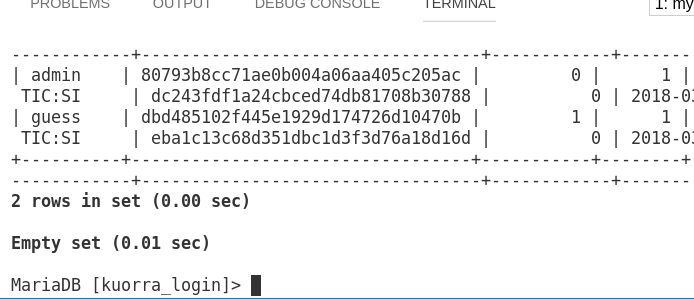 PROBLEMS OUTPUT DEBUG CONSOLE TERMINAL 1: my
-----------+----------------------------------+------------+-------
| admin    | 80793b8cc71ae0b004a06aa405c205ac |          0 |      1 |
 TIC:SI     | dc243fdf1a24cbced74db81708b30788 |          0 | 2018-03
| guess    | dbd485102f445e1929d174726d10470b |          1 |      1 |
 TIC:SI     | eba1c13c68d351dbc1d3f3d76a18d16d |          0 | 2018-03
+-----------+----------------------------------+------------+--------+
-----------+----------------------------------+------------+-------
2 rows in set (0.00 sec)
Empty set (0.01 sec)
MariaDB [kuorra_login]>